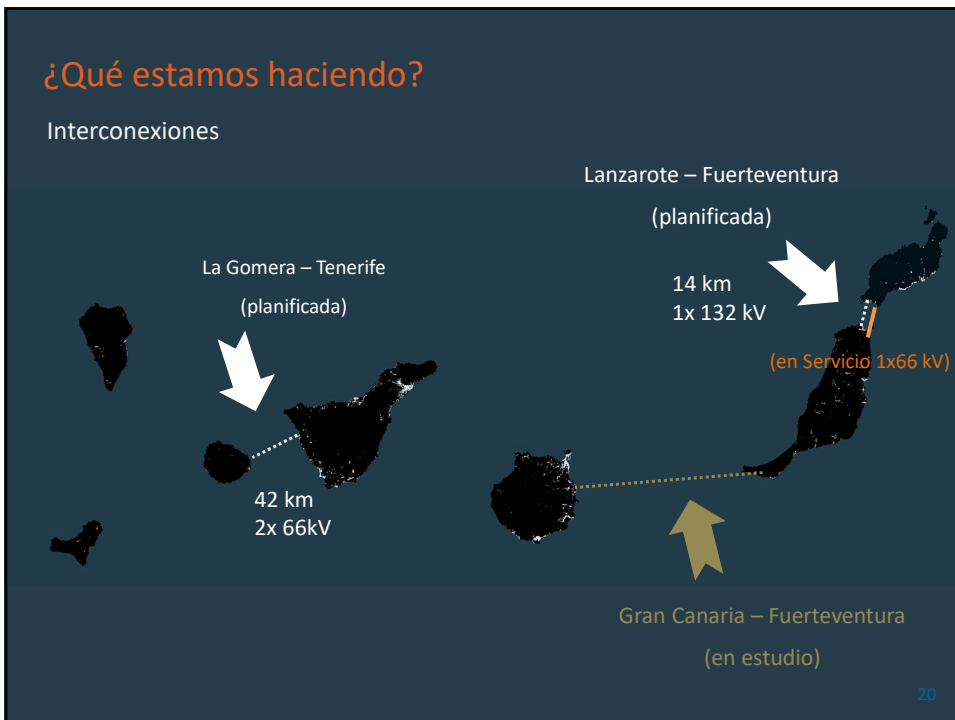 ¿Qué estamos haciendo?
Interconexiones
Lanzarote – Fuerteventura
(planificada)
14 km
1x 132 kV
(en Servicio 1x66 kV)
La Gomera – Tenerife
(planificada)
42 km
2x 66kV
Gran Canaria – Fuerteventura
(en estudio)
20